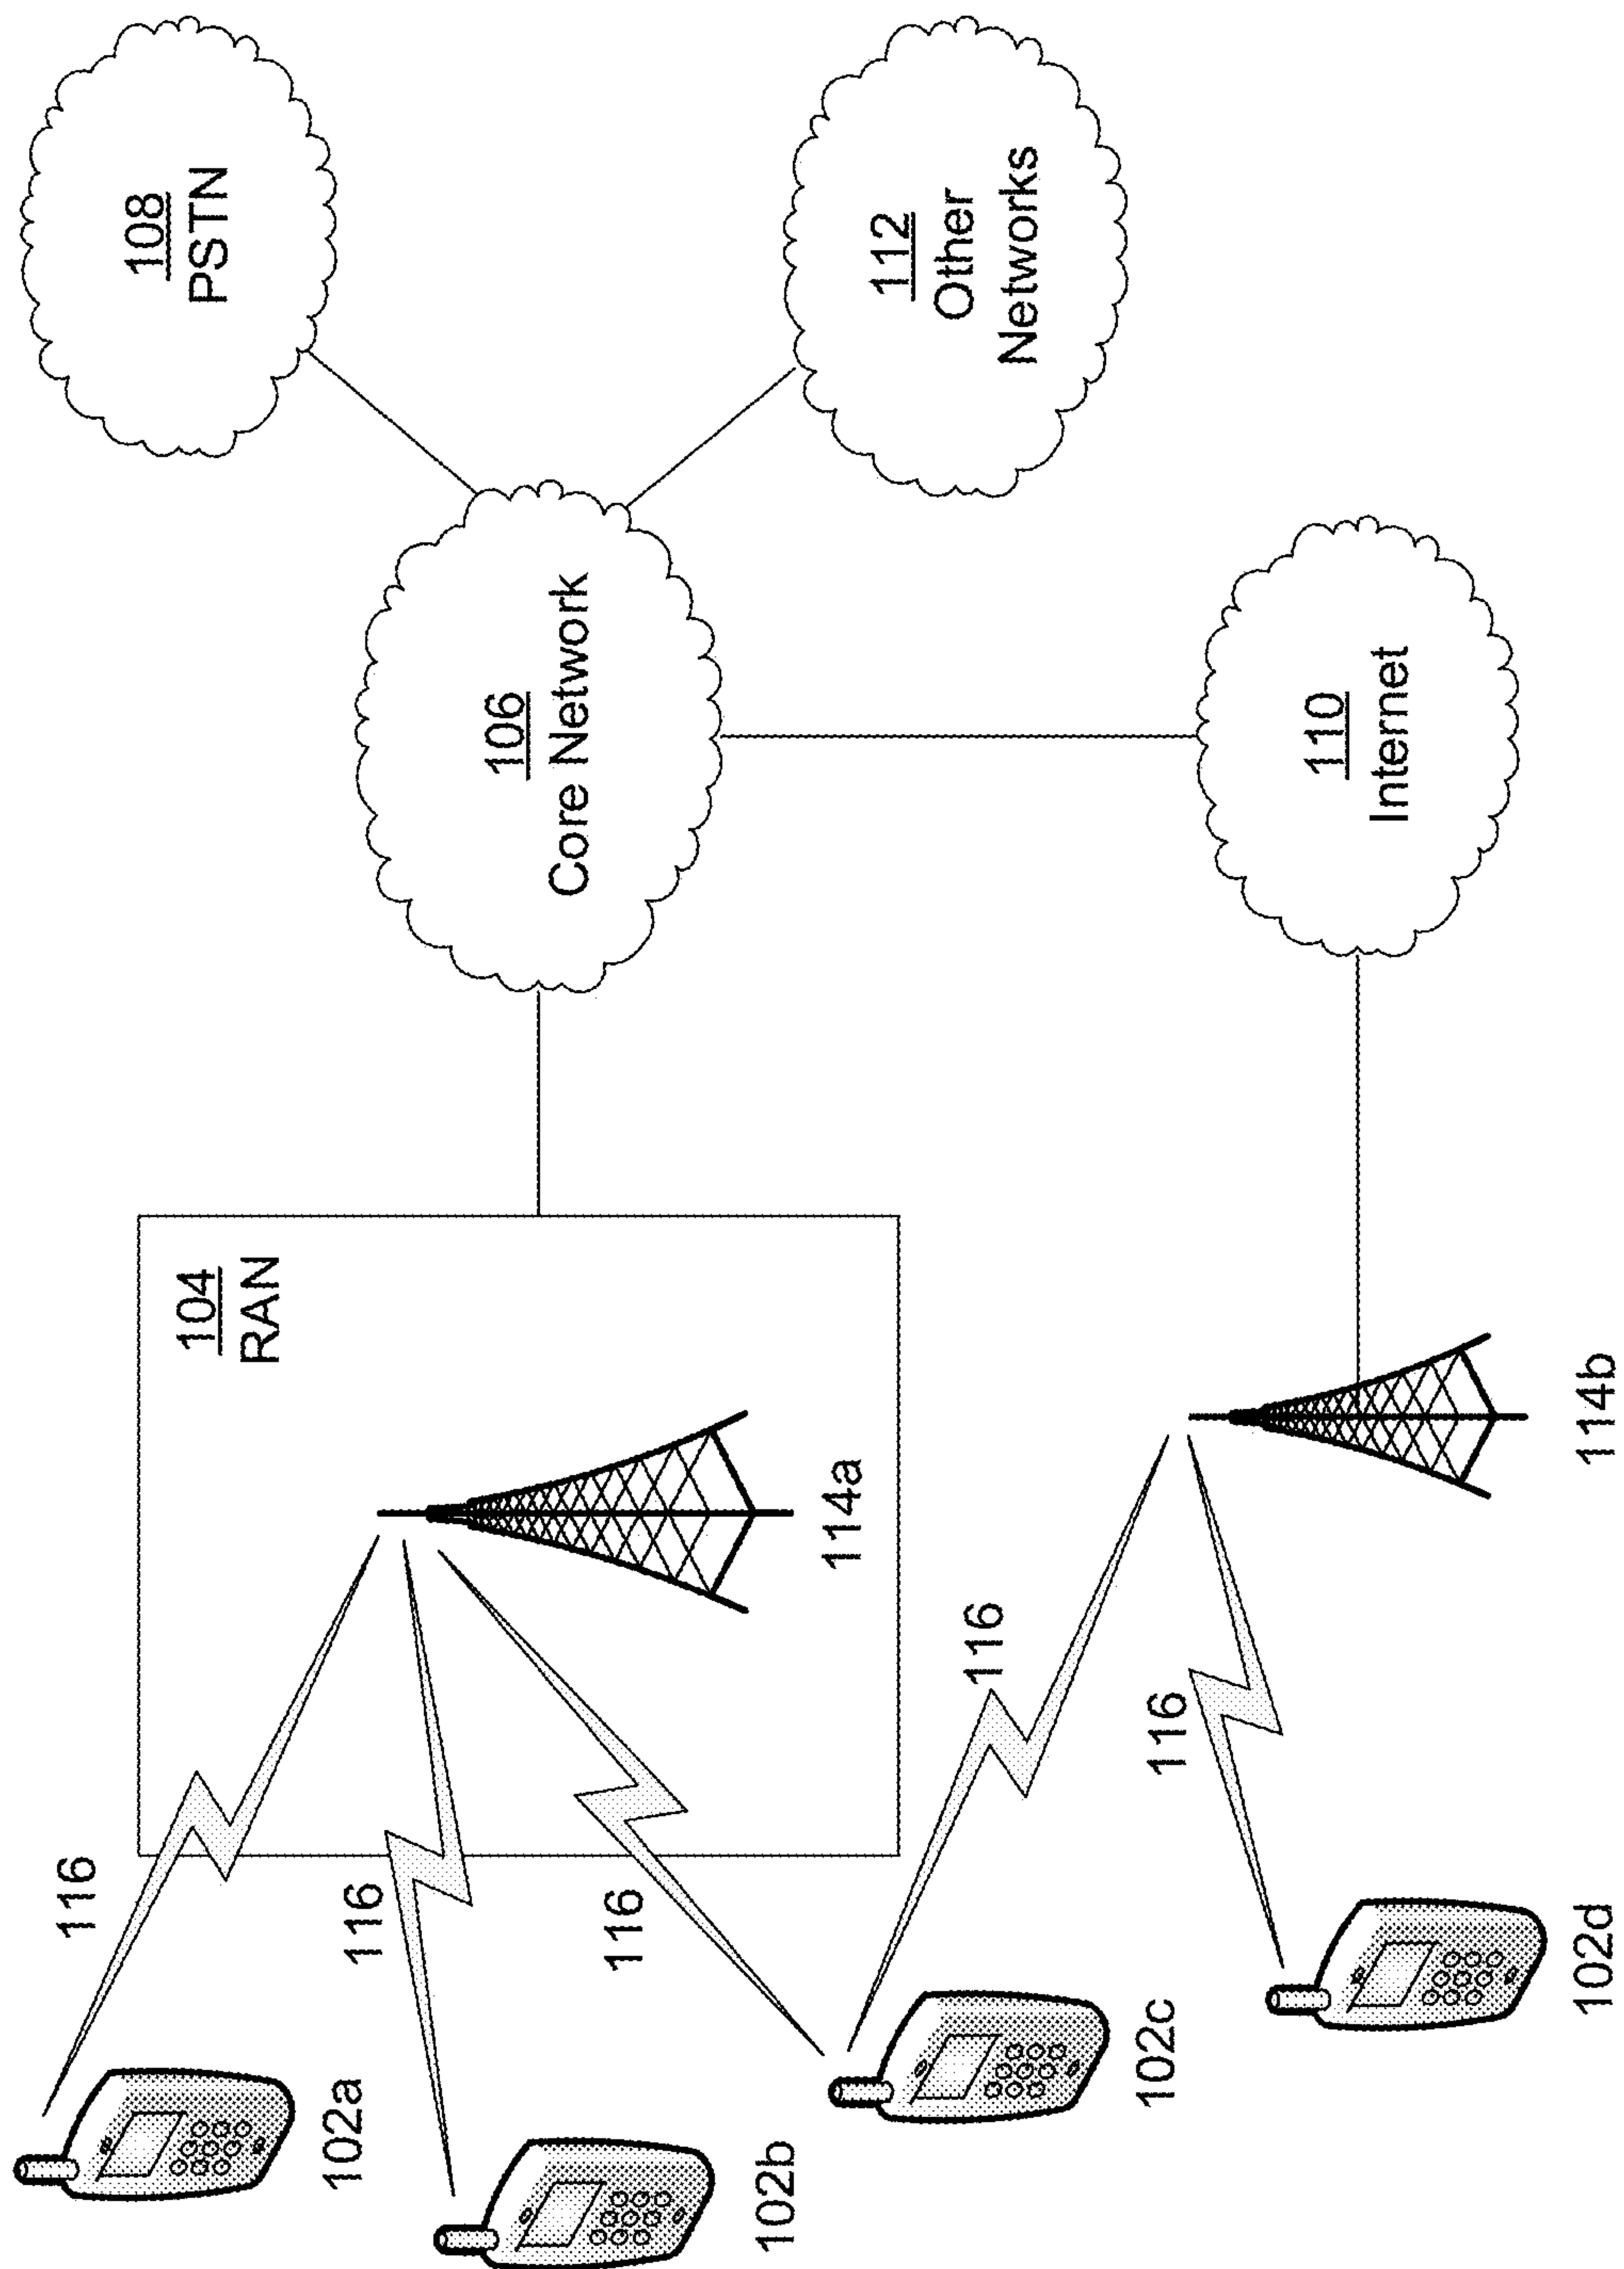 102a
116
102b
116
116
102c
116
102d
116
104
RAN
114a
114b
106
Core Network
108
PSTN
112
Other
Networks
110
Internet